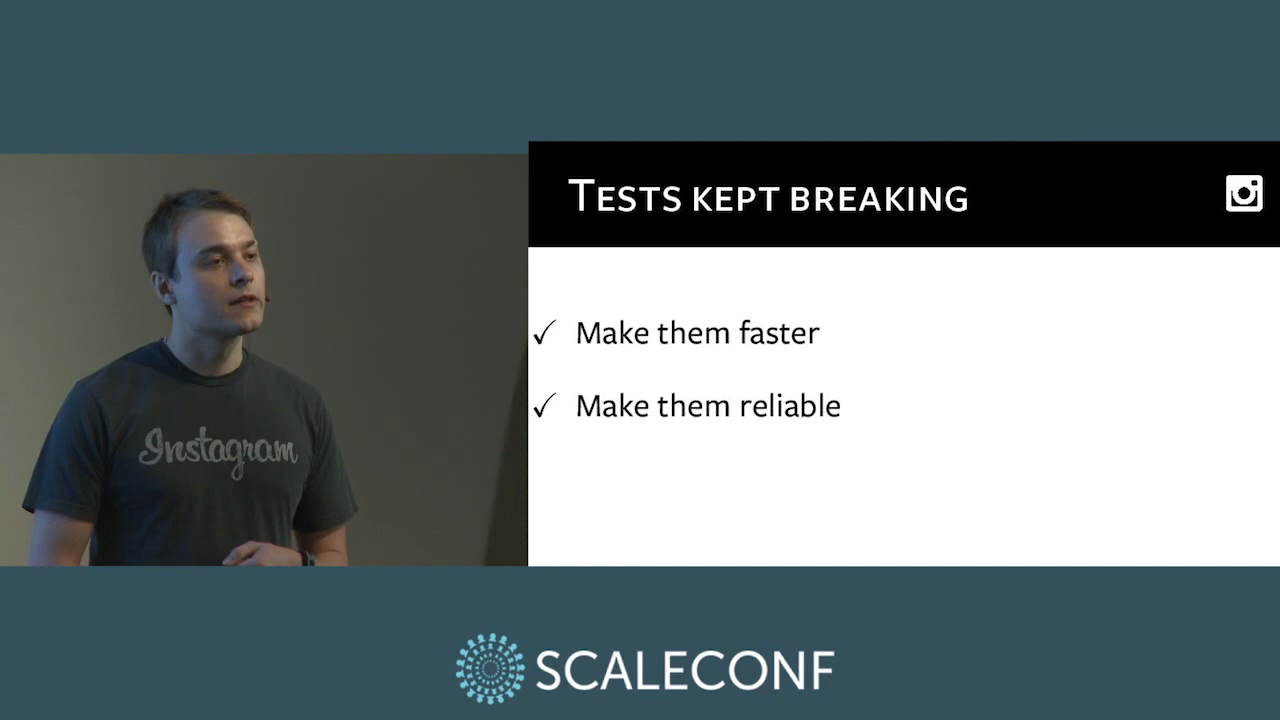 TESTS KEPT BREAKING
✓ Make them faster
✓ Make them reliable
Instagram
SCALECONF